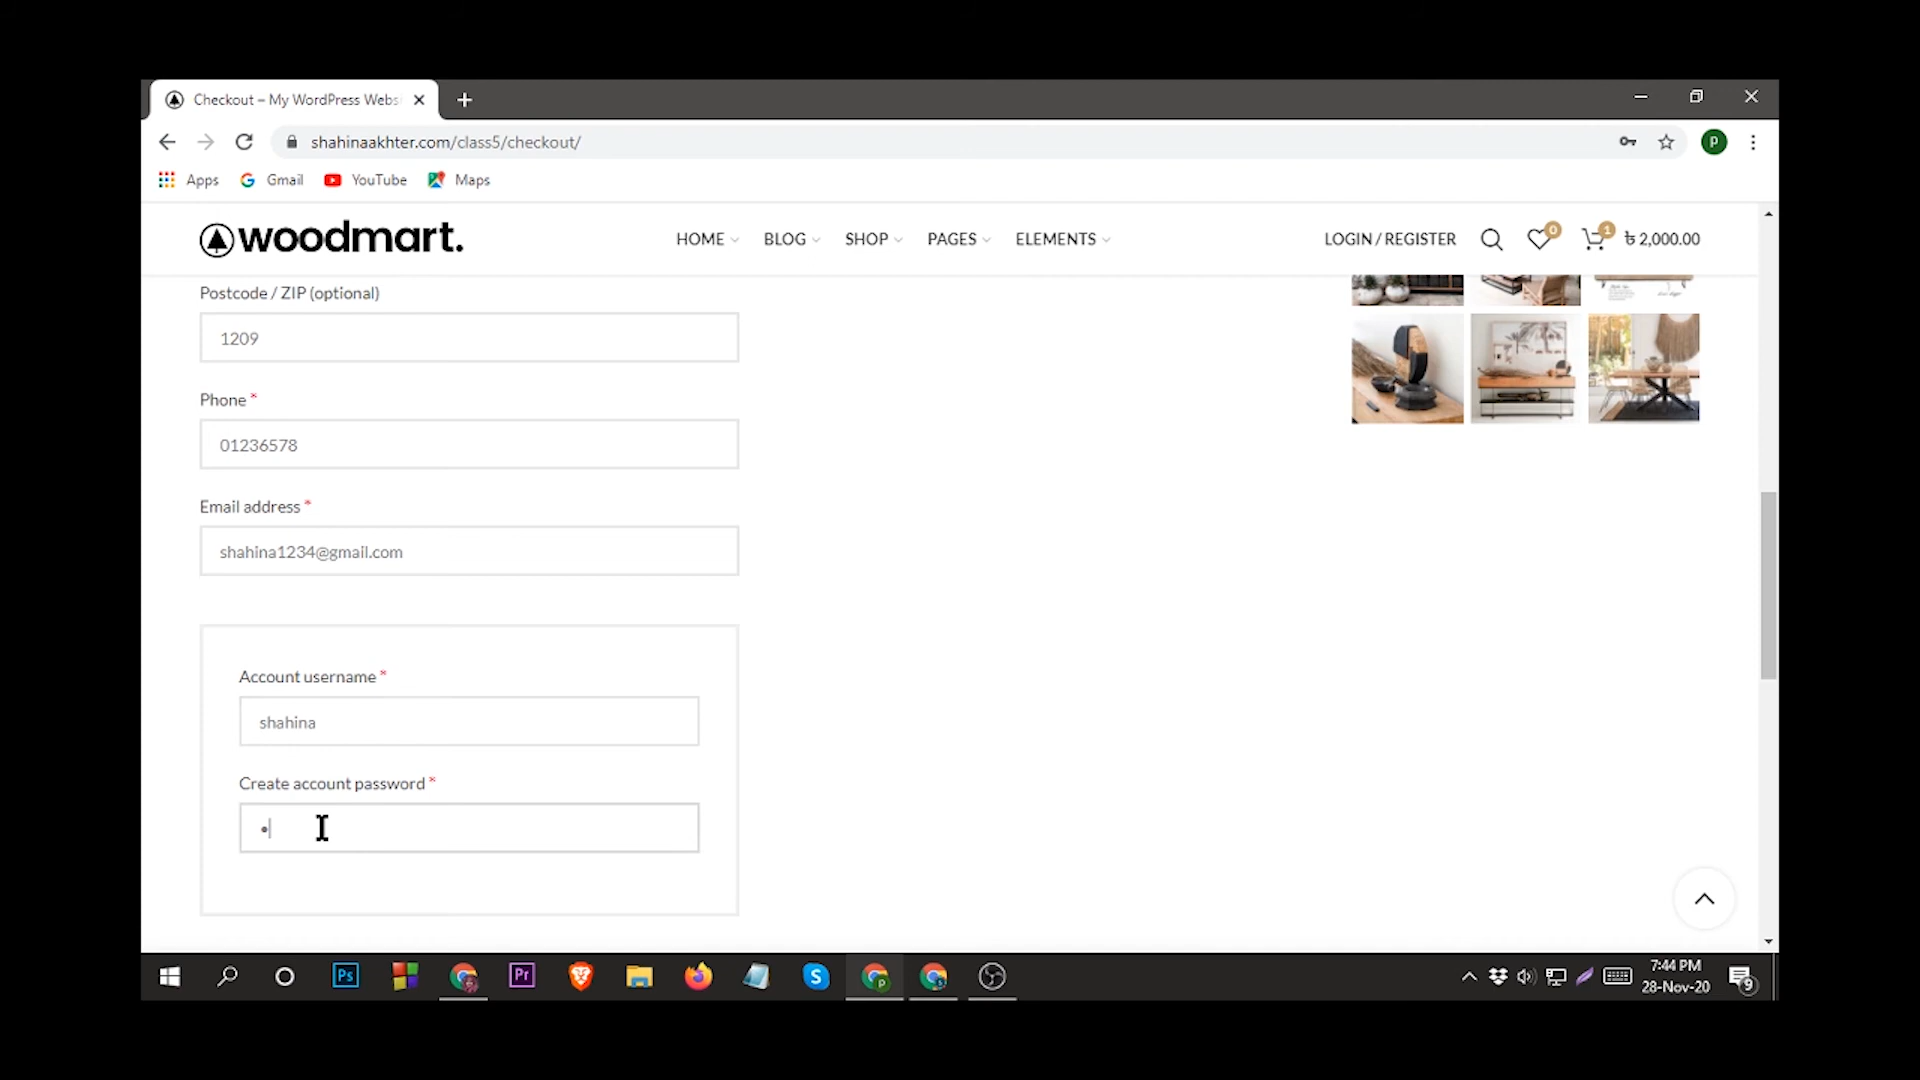 Checkout – My WordPress Webs
shahinaakhter.com/class5/checkout/
P
Apps
Gmail
YouTube
Maps
woodmart.
HOME
BLOG
SHOP
PAGES
ELEMENTS
LOGIN / REGISTER
0
1
৳ 2,000.00
Postcode / ZIP (optional)
1209
Phone *
01236578
Email address *
shahina1234@gmail.com
Account username *
shahina
Create account password *
Ps
Pr
S
P
7:44 PM
28-Nov-20
9